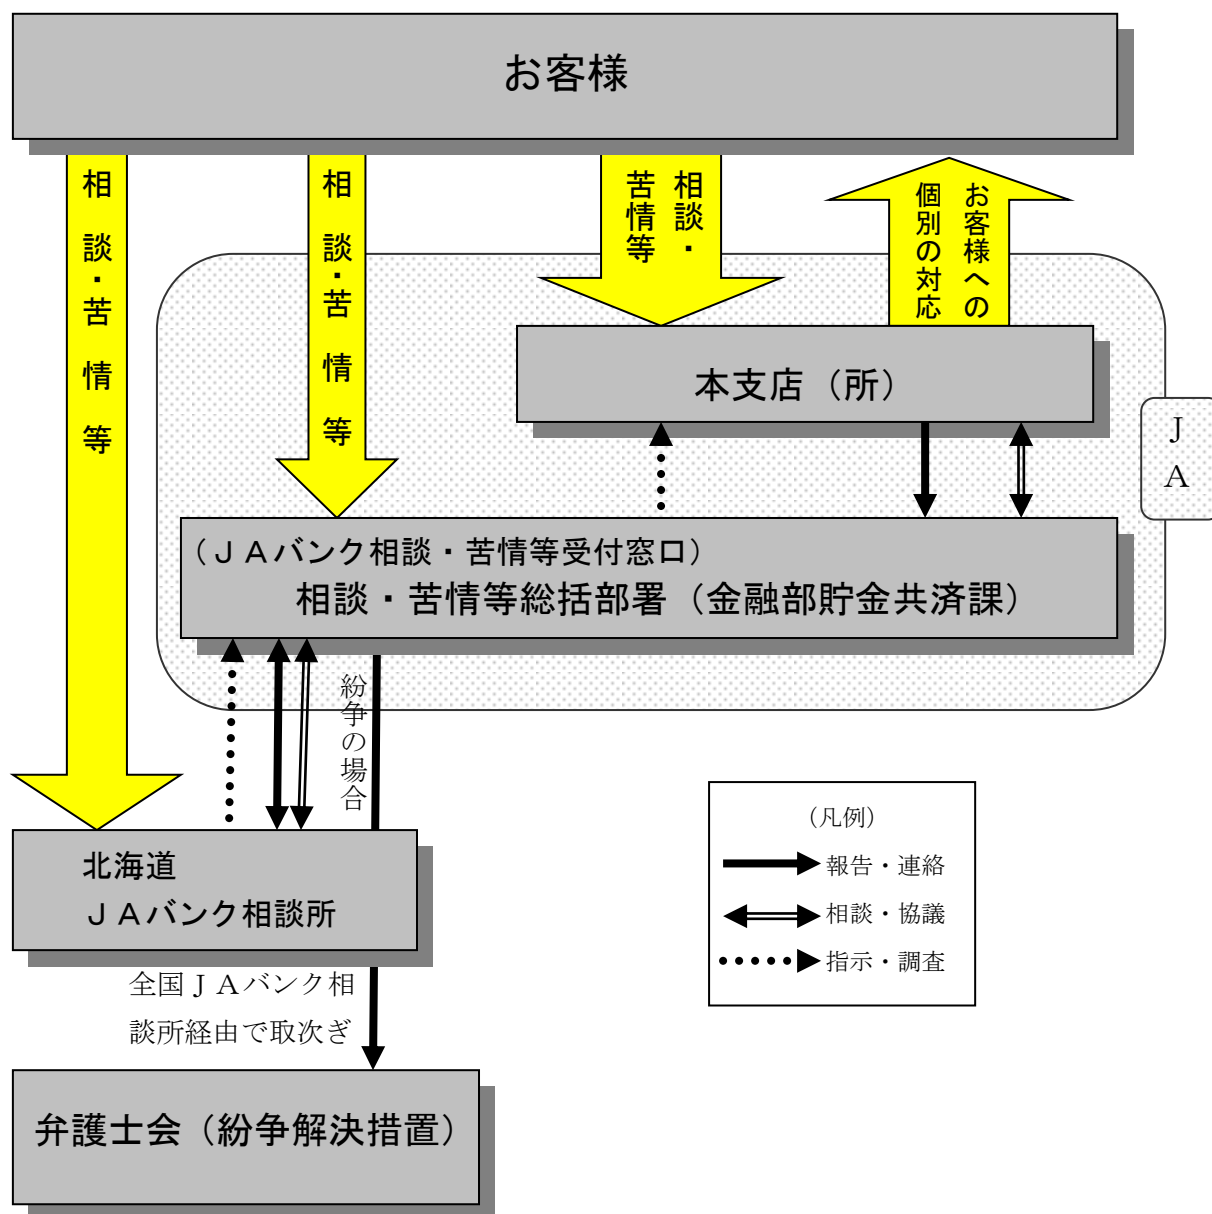 お客様
相談・苦情等
相談・苦情等
相談・
苦情等
お客様への
個別の対応
本支店（所）
ＪＡ
（ＪＡバンク相談・苦情等受付窓口）
相談・苦情等総括部署（金融部貯金共済課）
紛争の場合
北海道
ＪＡバンク相談所
（凡例）
報告・連絡
相談・協議
指示・調査
全国ＪＡバンク相
談所経由で取次ぎ
弁護士会（紛争解決措置）